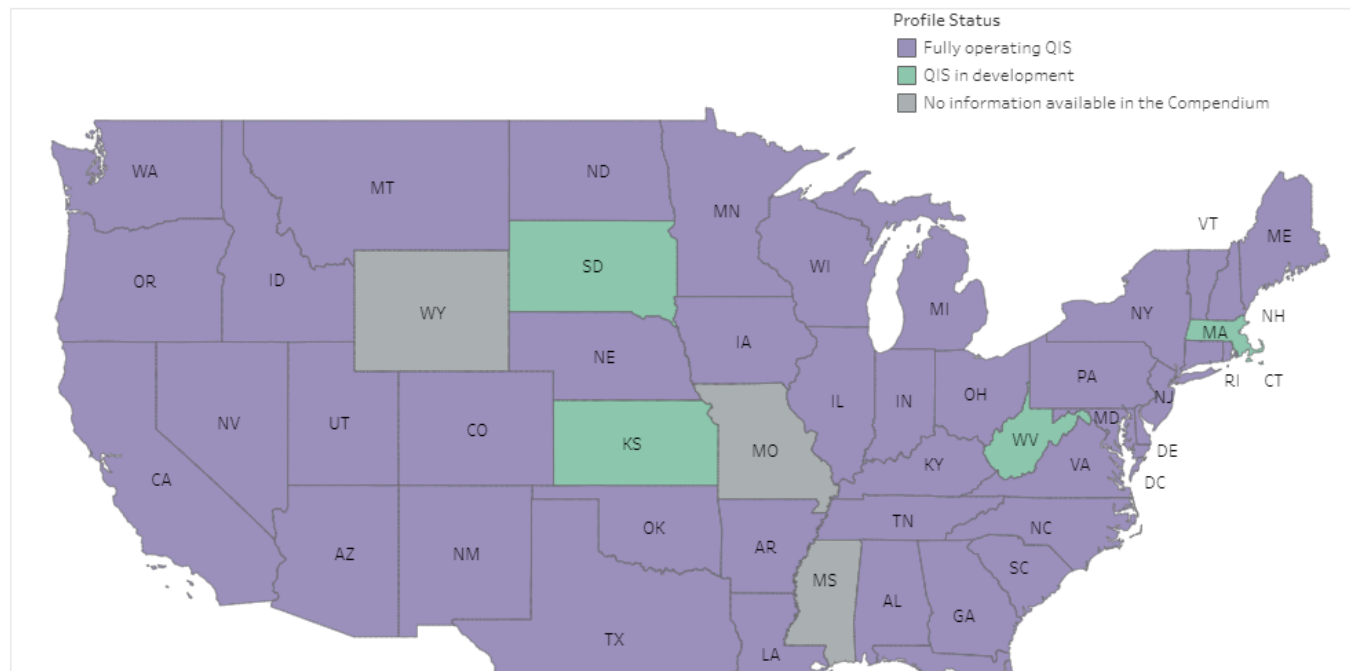 Profile Status
Fully operating QIS
QIS in development
No information available in the Compendium
WA
MT
ND
MN
VT
ME
OR
ID
WY
SD
WI
MI
NY
NH
MA
NE
IA
RI
CT
NV
UT
CO
KS
MO
IL
IN
OH
PA
NJ
MD
WV
DE
CA
KY
VA
DC
AZ
NM
OK
AR
TN
NC
MS
SC
AL
GA
TX
LA